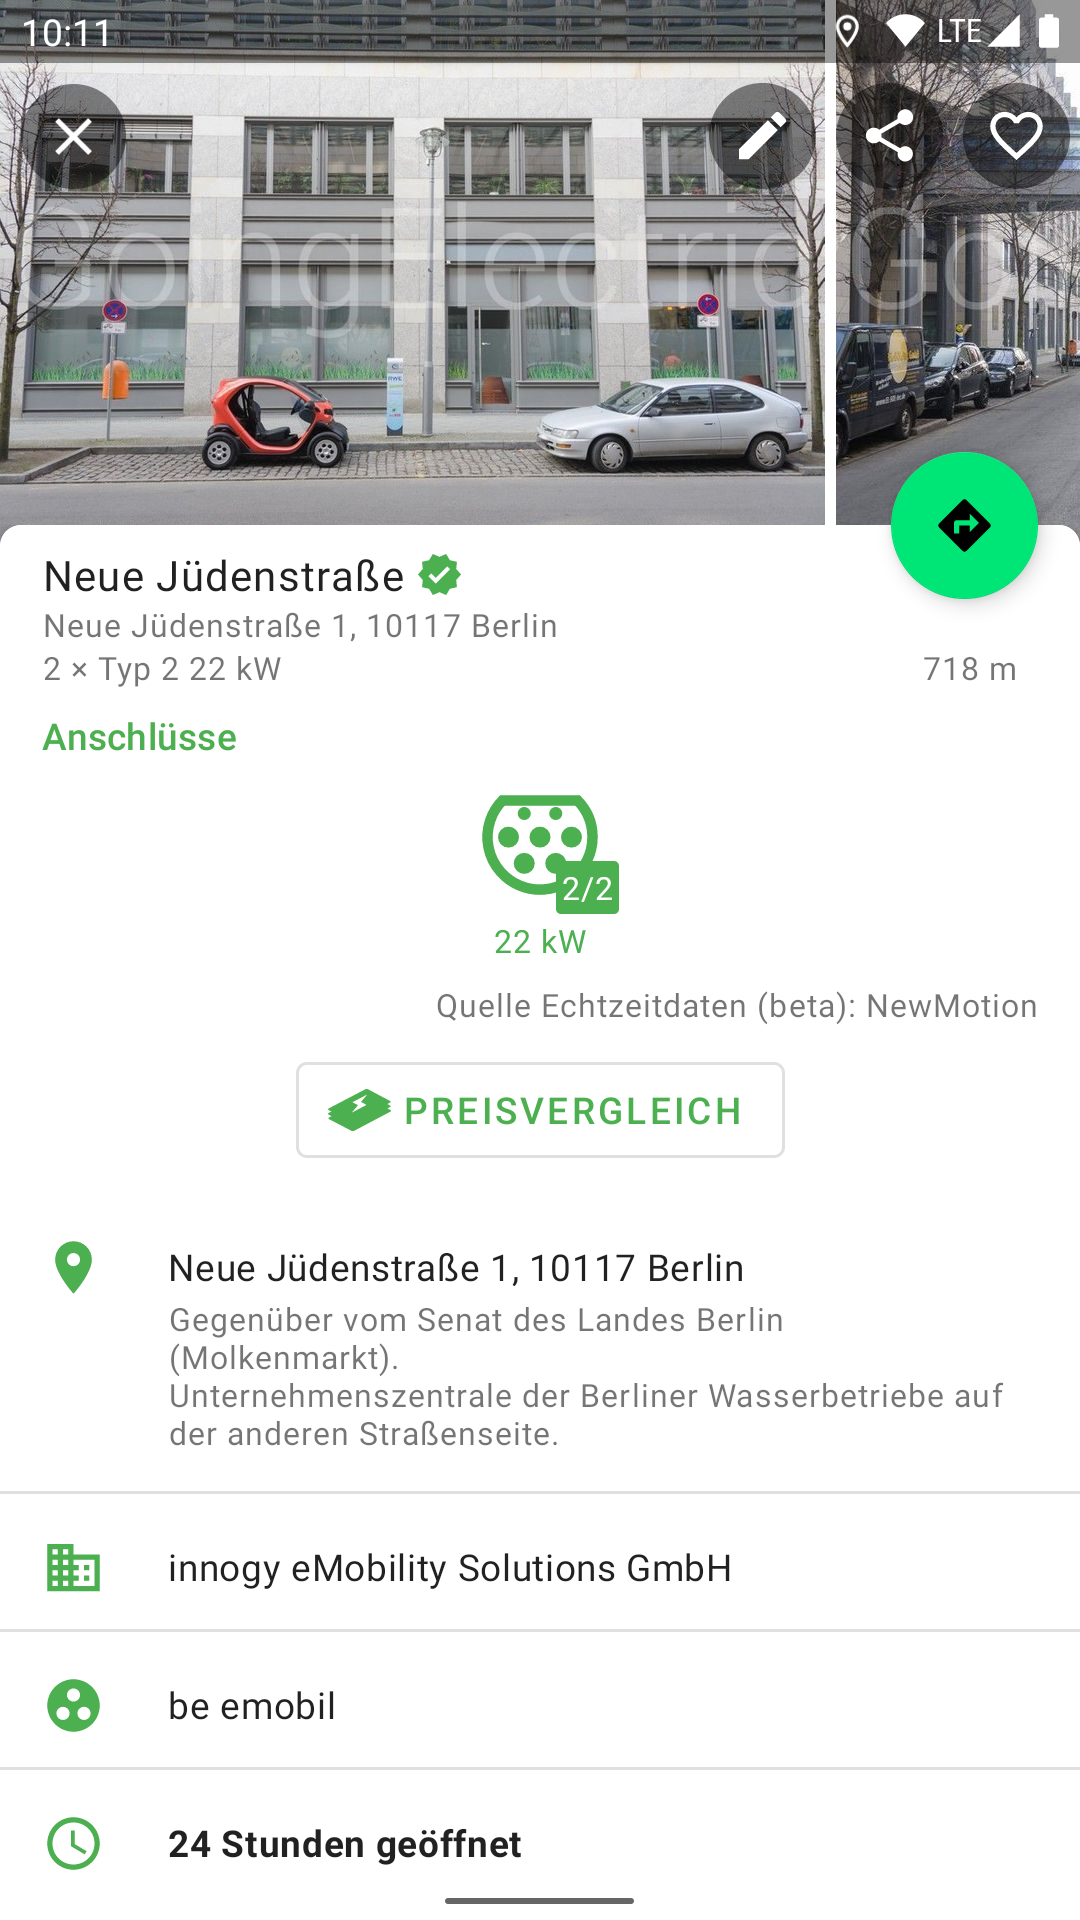 10:11
LTE
GoingElectric
Neue Jüdenstraße
Neue Jüdenstraße 1, 10117 Berlin
2 × Typ 2 22 kW
718 m
Anschlüsse
2/2
22 kW
Quelle Echtzeitdaten (beta): NewMotion
PREISVERGLEICH
Neue Jüdenstraße 1, 10117 Berlin
Gegenüber vom Senat des Landes Berlin
(Molkenmarkt).
Unternehmenszentrale der Berliner Wasserbetriebe auf
der anderen Straßenseite.
innogy eMobility Solutions GmbH
be emobil
24 Stunden geöffnet